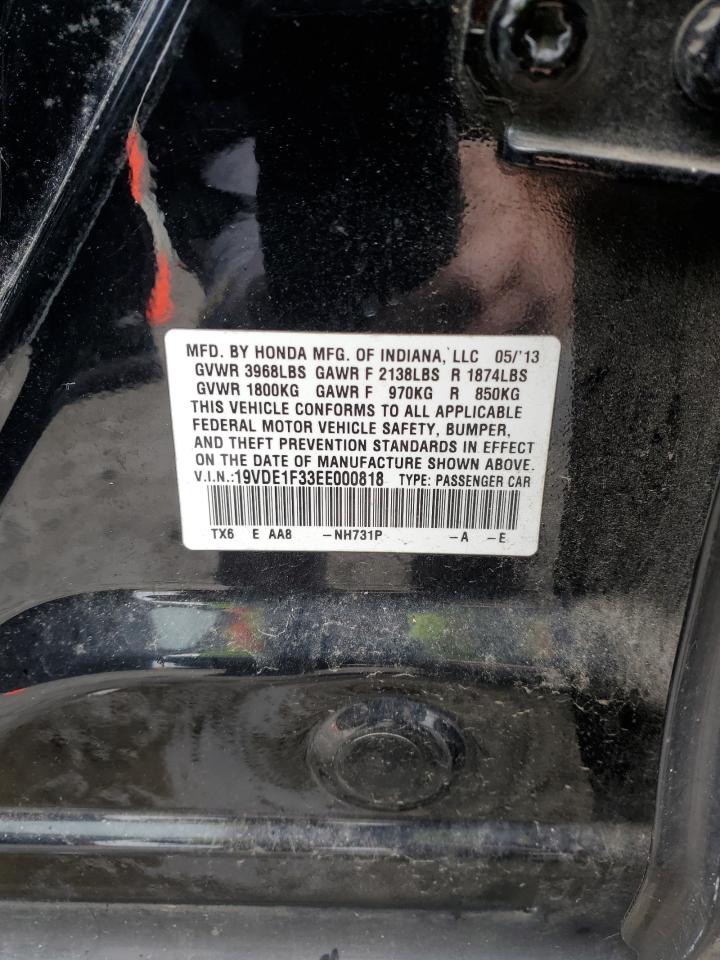 MFD. BY HONDA MFG. OF INDIANA, LLC 05/'13
GVWR 3968LBS GAWR F 2138LBS R 1874LBS
GVWR 1800KG GAWR F 970KG R 850KG
THIS VEHICLE CONFORMS TO ALL APPLICABLE
FEDERAL MOTOR VEHICLE SAFETY, BUMPER,
AND THEFT PREVENTION STANDARDS IN EFFECT
ON THE DATE OF MANUFACTURE SHOWN ABOVE.
V.I.N.:19VDE1F33EE000818 TYPE: PASSENGER CAR
TX6 E AA8 -NH731P -A -E